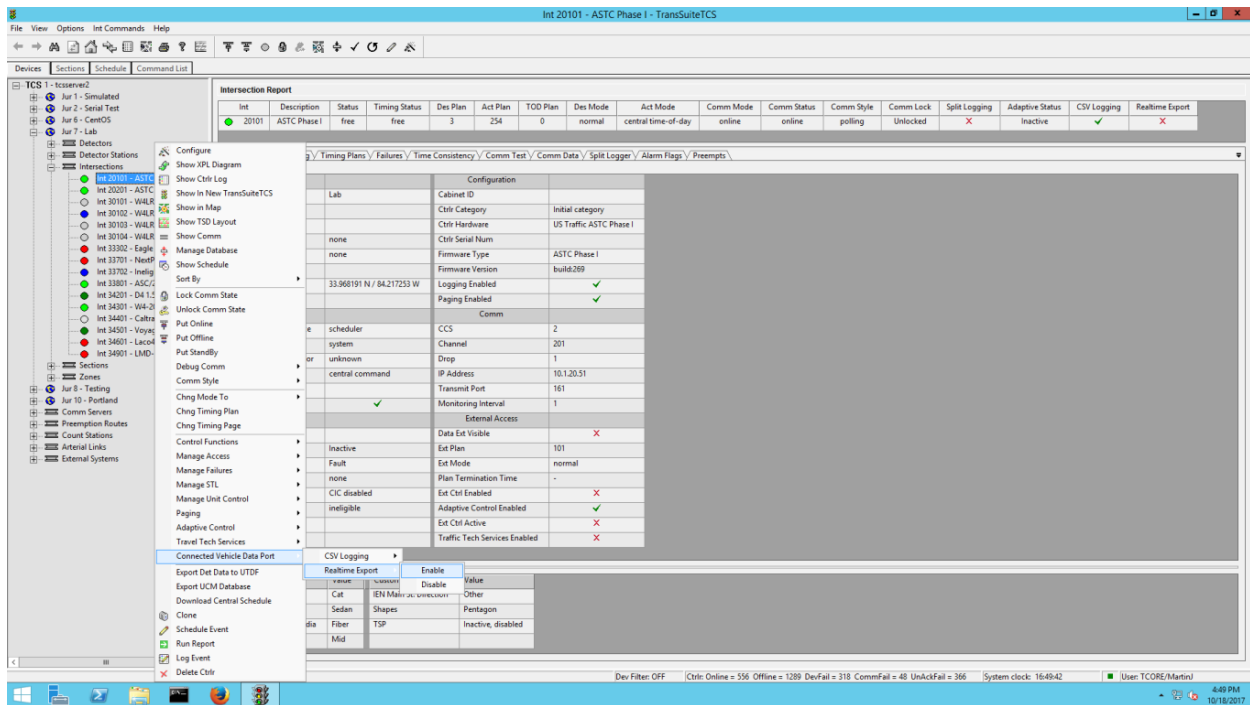 Int 20101 - ASTC Phase I - TransSuiteTCS
File View Options Int Commands Help
Devices Sections Schedule Command List
TCS 1 - tcsserver2
Jur 1 - Simulated
Jur 2 - Serial Test
Jur 6 - CentOS
Jur 7 - Lab
Detectors
Detector Stations
Intersections
Int 20101 - ASTC
Int 20201 - ASTC
Int 30101 - W4LR
Int 30102 - W4LR
Int 30103 - W4LR
Int 30104 - W4LR
Int 33302 - Eagle
Int 33701 - NextP
Int 33702 - Inelig
Int 33801 - ASC/2
Int 34201 - D4 1.5
Int 34301 - W4-2
Int 34401 - Caltra
Int 34501 - Voyag
Int 34601 - Laco4
Int 34901 - LMD-
Sections
Zones
Jur 8 - Testing
Jur 10 - Portland
Comm Servers
Preemption Routes
Count Stations
Arterial Links
External Systems
Configure
Show XPL Diagram
Show Ctrlr Log
Show In New TransSuiteTCS
Show in Map
Show TSD Layout
Show Comm
Manage Database
Show Schedule
Sort By
Lock Comm State
Unlock Comm State
Put Online
Put Offline
Put StandBy
Debug Comm
Comm Style
Chng Mode To
Chng Timing Plan
Chng Timing Page
Control Functions
Manage Access
Manage Failures
Manage STL
Manage Unit Control
Paging
Adaptive Control
Travel Tech Services
Connected Vehicle Data Port
Export Det Data to UTDF
Export UCM Database
Download Central Schedule
Clone
Schedule Event
Run Report
Log Event
Delete Ctrlr
CSV Logging
Realtime Export
Enable
Disable
Intersection Report
Int Description Status Timing Status Des Plan Act Plan TOD Plan Des Mode Act Mode Comm Mode Comm Status Comm Style Comm Lock Split Logging Adaptive Status CSV Logging Realtime Export
20101 ASTC Phase I free free 3 254 0 normal central time-of-day online online polling Unlocked Inactive
Timing Plans Failures Time Consistency Comm Test Comm Data Split Logger Alarm Flags Preempts
Configuration
Lab Cabinet ID
Ctrlr Category Initial category
Ctrlr Hardware US Traffic ASTC Phase I
none Ctrlr Serial Num
none Firmware Type ASTC Phase I
Firmware Version build:269
33.968191 N / 84.217253 W Logging Enabled
Paging Enabled
Comm
scheduler CCS 2
system Channel 201
or unknown Drop 1
central command IP Address 10.1.20.51
Transmit Port 161
Monitoring Interval 1
External Access
Data Ext Visible
Inactive Ext Plan 101
Fault Ext Mode normal
none Plan Termination Time -
CIC disabled Ext Ctrl Enabled
ineligible Adaptive Control Enabled
Ext Ctrl Active
Traffic Tech Services Enabled
Value Value
Cat IEN Main St. Direction Other
Sedan Shapes Pentagon
dia Fiber TSP Inactive, disabled
Mid
Dev Filter: OFF Ctrlr: Online = 556 Offline = 1289 DevFail = 318 CommFail = 48 UnAckFail = 366 System clock: 16:49:42 User: TCORE/MartinJ
4:49 PM
10/18/2017